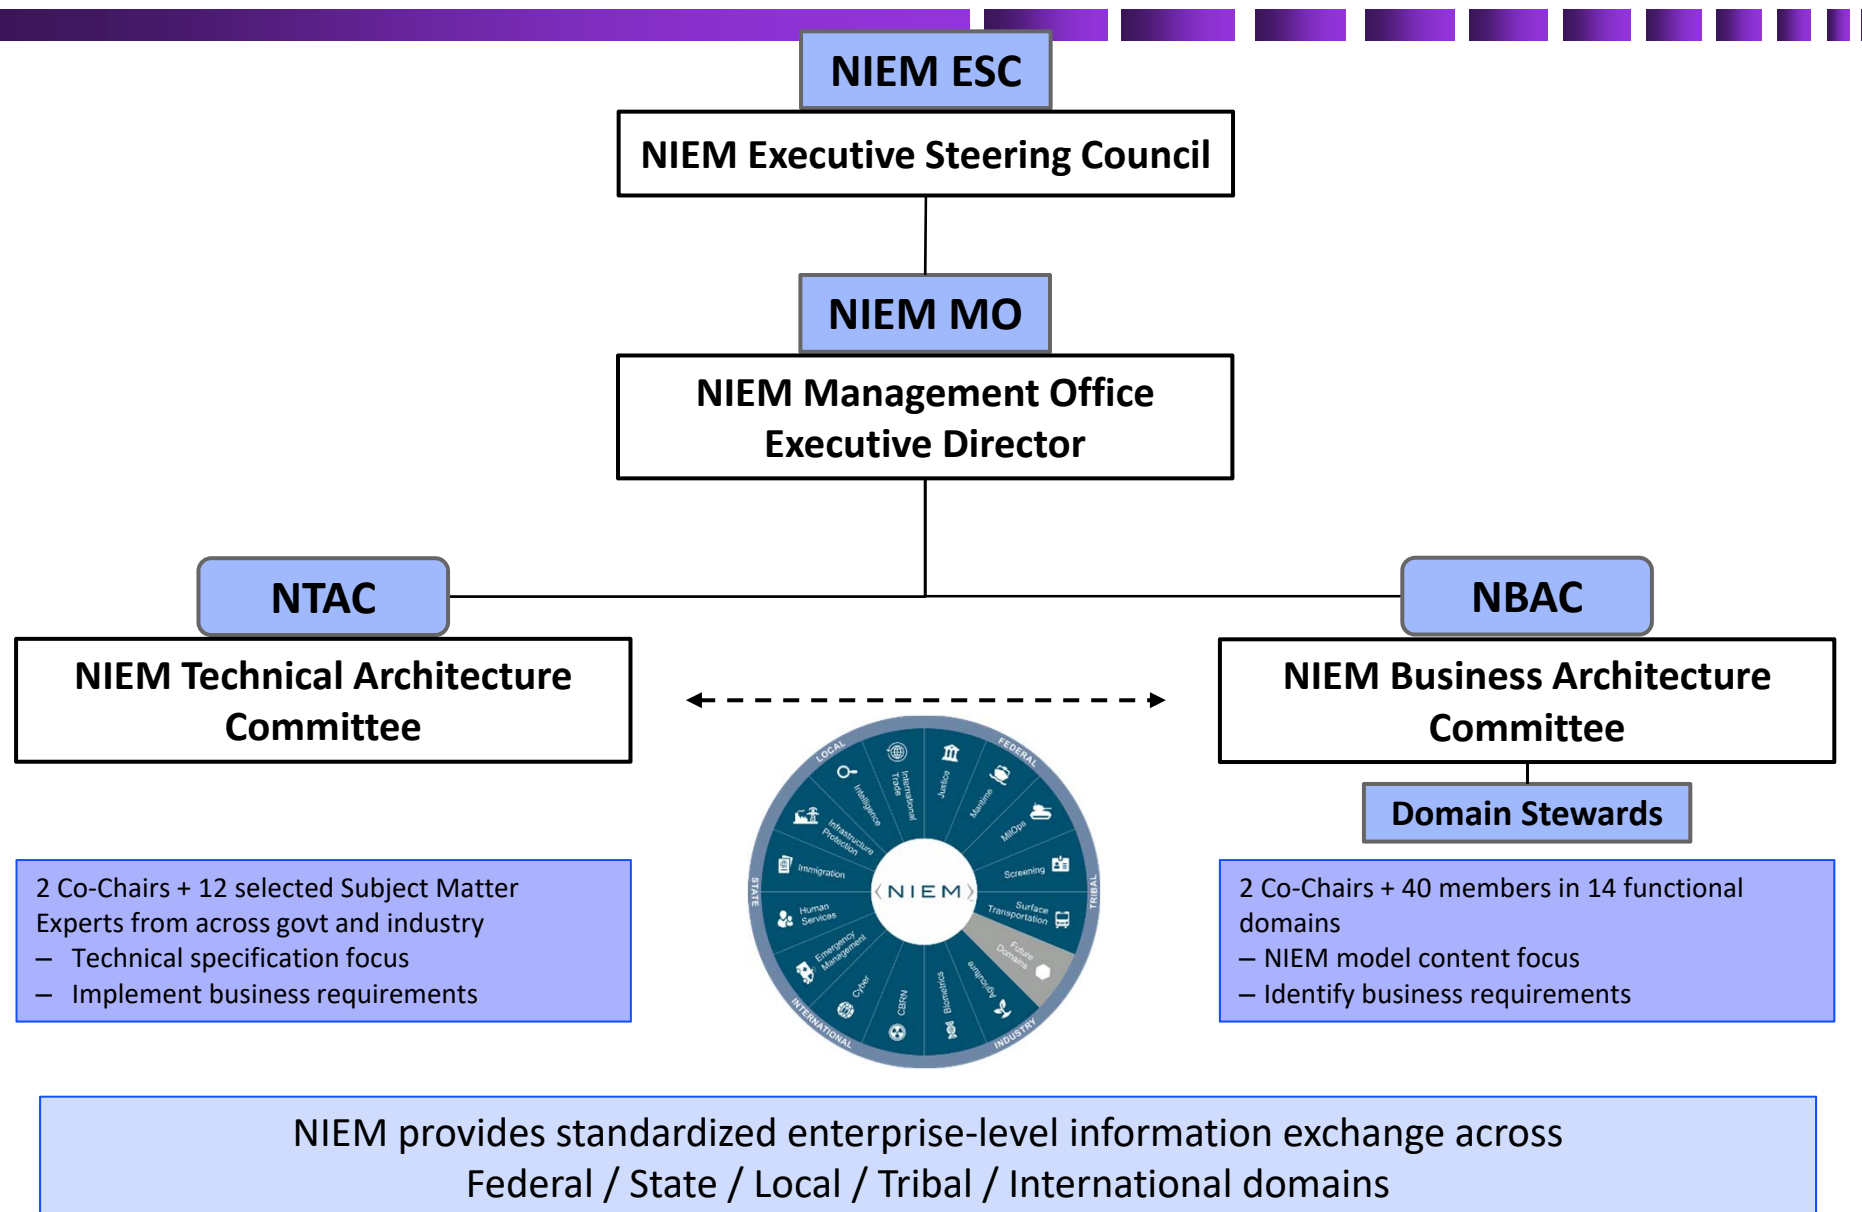 NIEM ESC
NIEM Executive Steering Council
NIEM MO
NIEM Management Office
Executive Director
NTAC
NIEM Technical Architecture
Committee
NBAC
NIEM Business Architecture
Committee
Domain Stewards
2 Co-Chairs + 12 selected Subject Matter
Experts from across govt and industry
– Technical specification focus
– Implement business requirements
LOCAL
FEDERAL
TRIBAL
INDUSTRY
INTERNATIONAL
STATE
Justice
Maritime
MilOps
Screening
Surface
Transportation
Future
Domains
Agriculture
Biometrics
CBRN
Cyber
Emergency
Management
Human
Services
Immigration
Infrastructure
Protection
Intelligence
International
Trade
⟨NIEM⟩
2 Co-Chairs + 40 members in 14 functional
domains
– NIEM model content focus
– Identify business requirements
NIEM provides standardized enterprise-level information exchange across
Federal / State / Local / Tribal / International domains